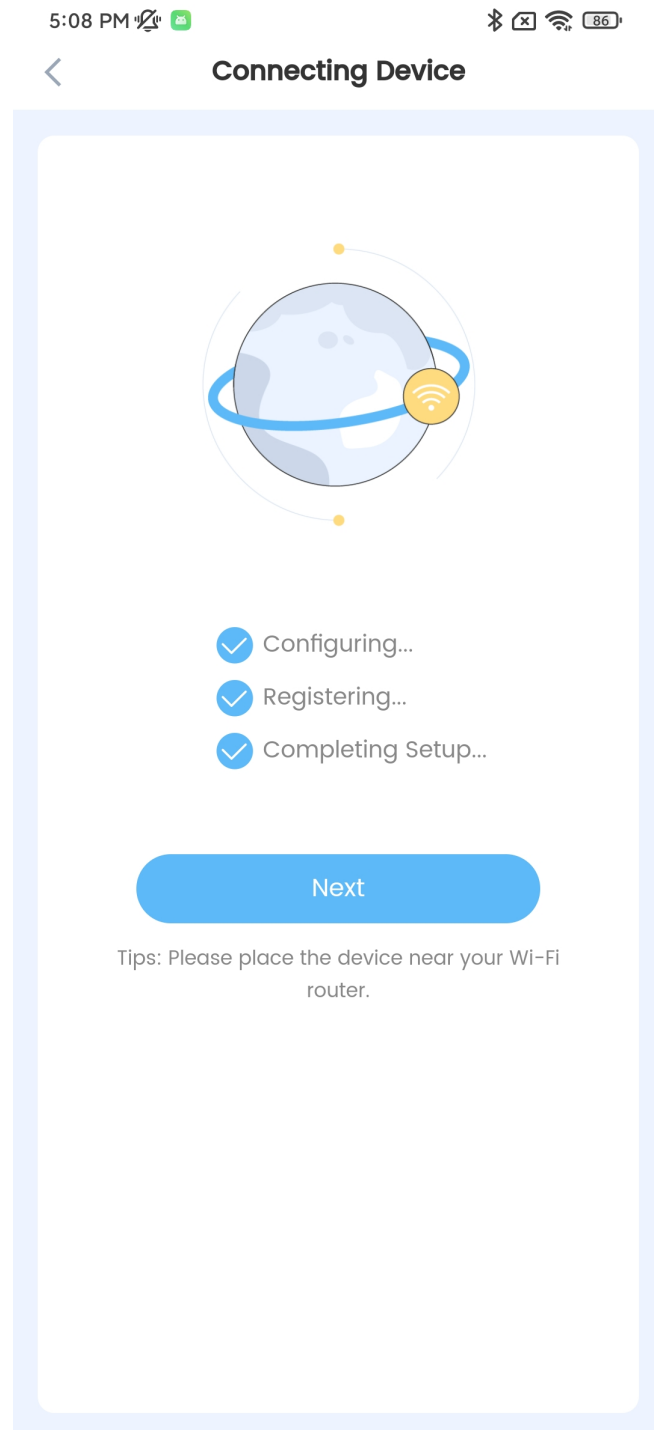 5:08 PM
86
Connecting Device
Configuring...
Registering...
Completing Setup...
Next
Tips: Please place the device near your Wi-Fi
router.